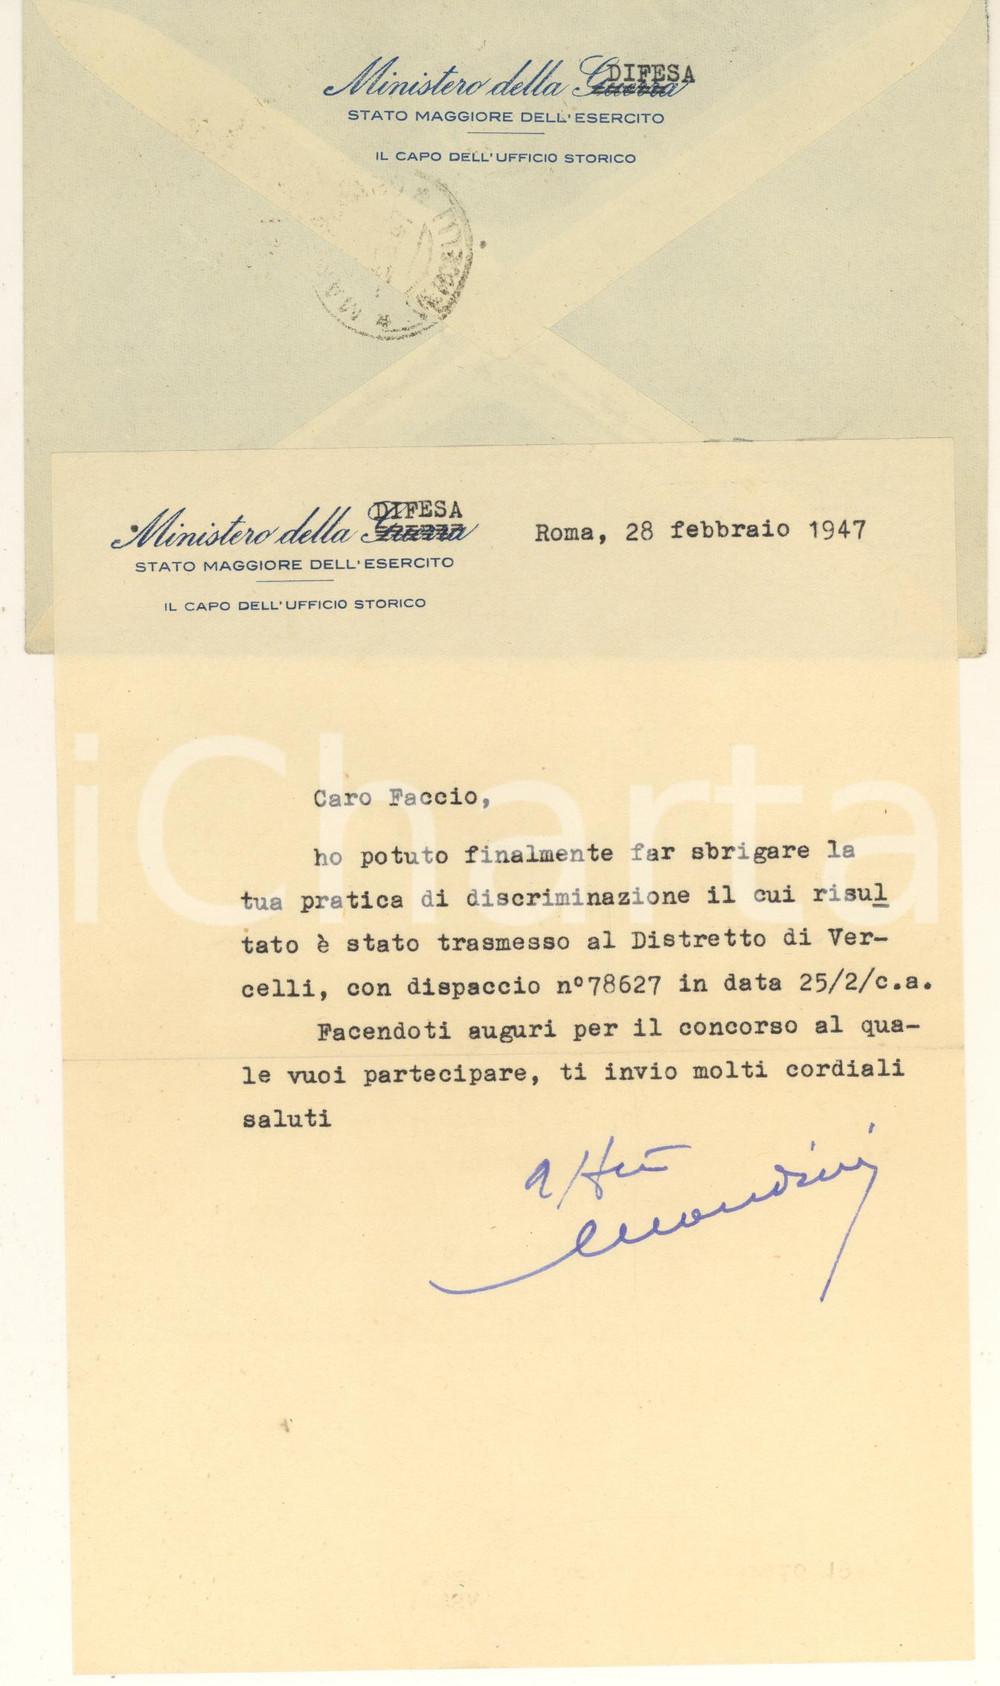 Ministero della Guerra DIFESA
STATO MAGGIORE DELL'ESERCITO
IL CAPO DELL'UFFICIO STORICO
Ministero della Guerra DIFESA
STATO MAGGIORE DELL'ESERCITO
IL CAPO DELL'UFFICIO STORICO
Roma, 28 febbraio 1947
iCharta
Caro Faccio,
ho potuto finalmente far sbrigare la
tua pratica di discriminazione il cui risul
tato è stato trasmesso al Distretto di Ver-
celli, con dispaccio n°78627 in data 25/2/c.a.
Facendoti auguri per il concorso al qua-
le vuoi partecipare, ti invio molti cordiali
saluti